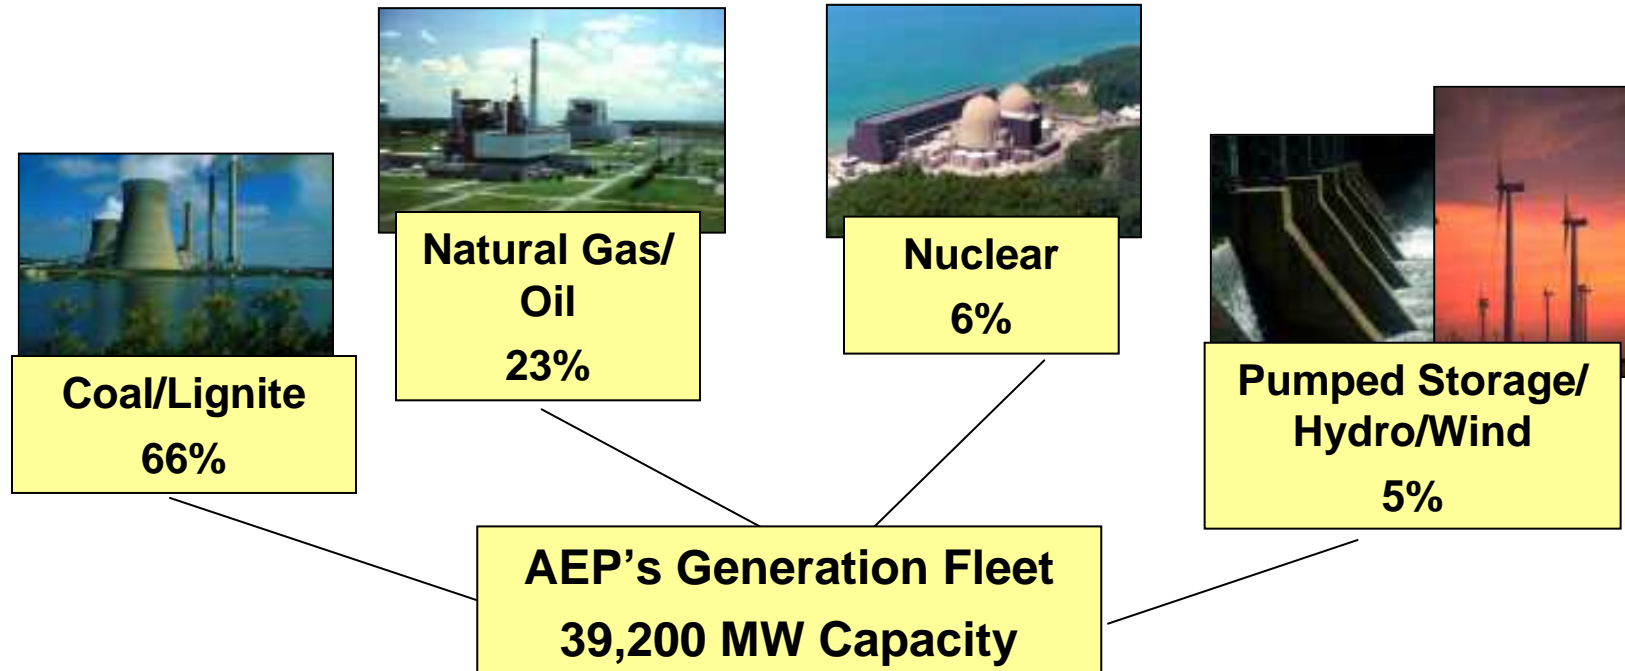 Natural Gas/
Oil
23%
Nuclear
6%
Coal/Lignite
66%
Pumped Storage/
Hydro/Wind
5%
AEP’s Generation Fleet
39,200 MW Capacity